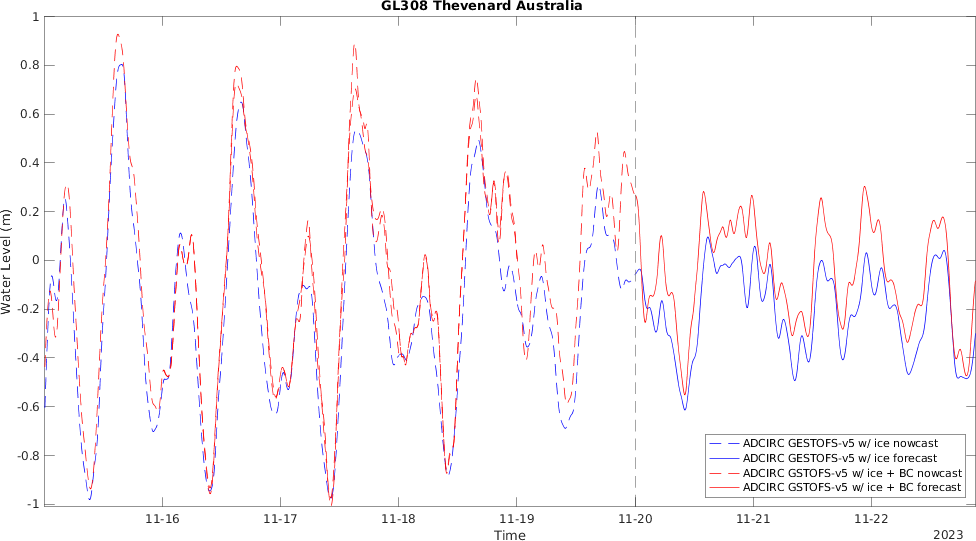 GL308 Thevenard Australia
1
0.8
0.6
0.4
0.2
0
-0.2
-0.4
-0.6
-0.8
-1
Water Level (m)
11-16 11-17 11-18 11-19 11-20 11-21 11-22
Time
2023
ADCIRC GESTOFS-v5 w/ ice nowcast
ADCIRC GESTOFS-v5 w/ ice forecast
ADCIRC GSTOFS-v5 w/ ice + BC nowcast
ADCIRC GSTOFS-v5 w/ ice + BC forecast